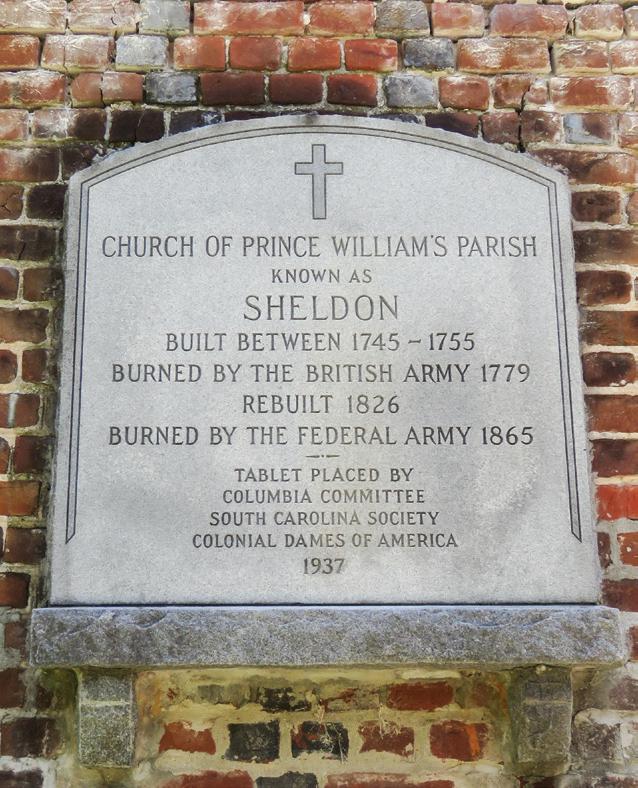 CHURCH OF PRINCE WILLIAM'S PARISH
KNOWN AS
SHELDON
BUILT BETWEEN 1745 - 1755
BURNED BY THE BRITISH ARMY 1779
REBUILT 1826
BURNED BY THE FEDERAL ARMY 1865
TABLET PLACED BY
COLUMBIA COMMITTEE
SOUTH CAROLINA SOCIETY
COLONIAL DAMES OF AMERICA
1937